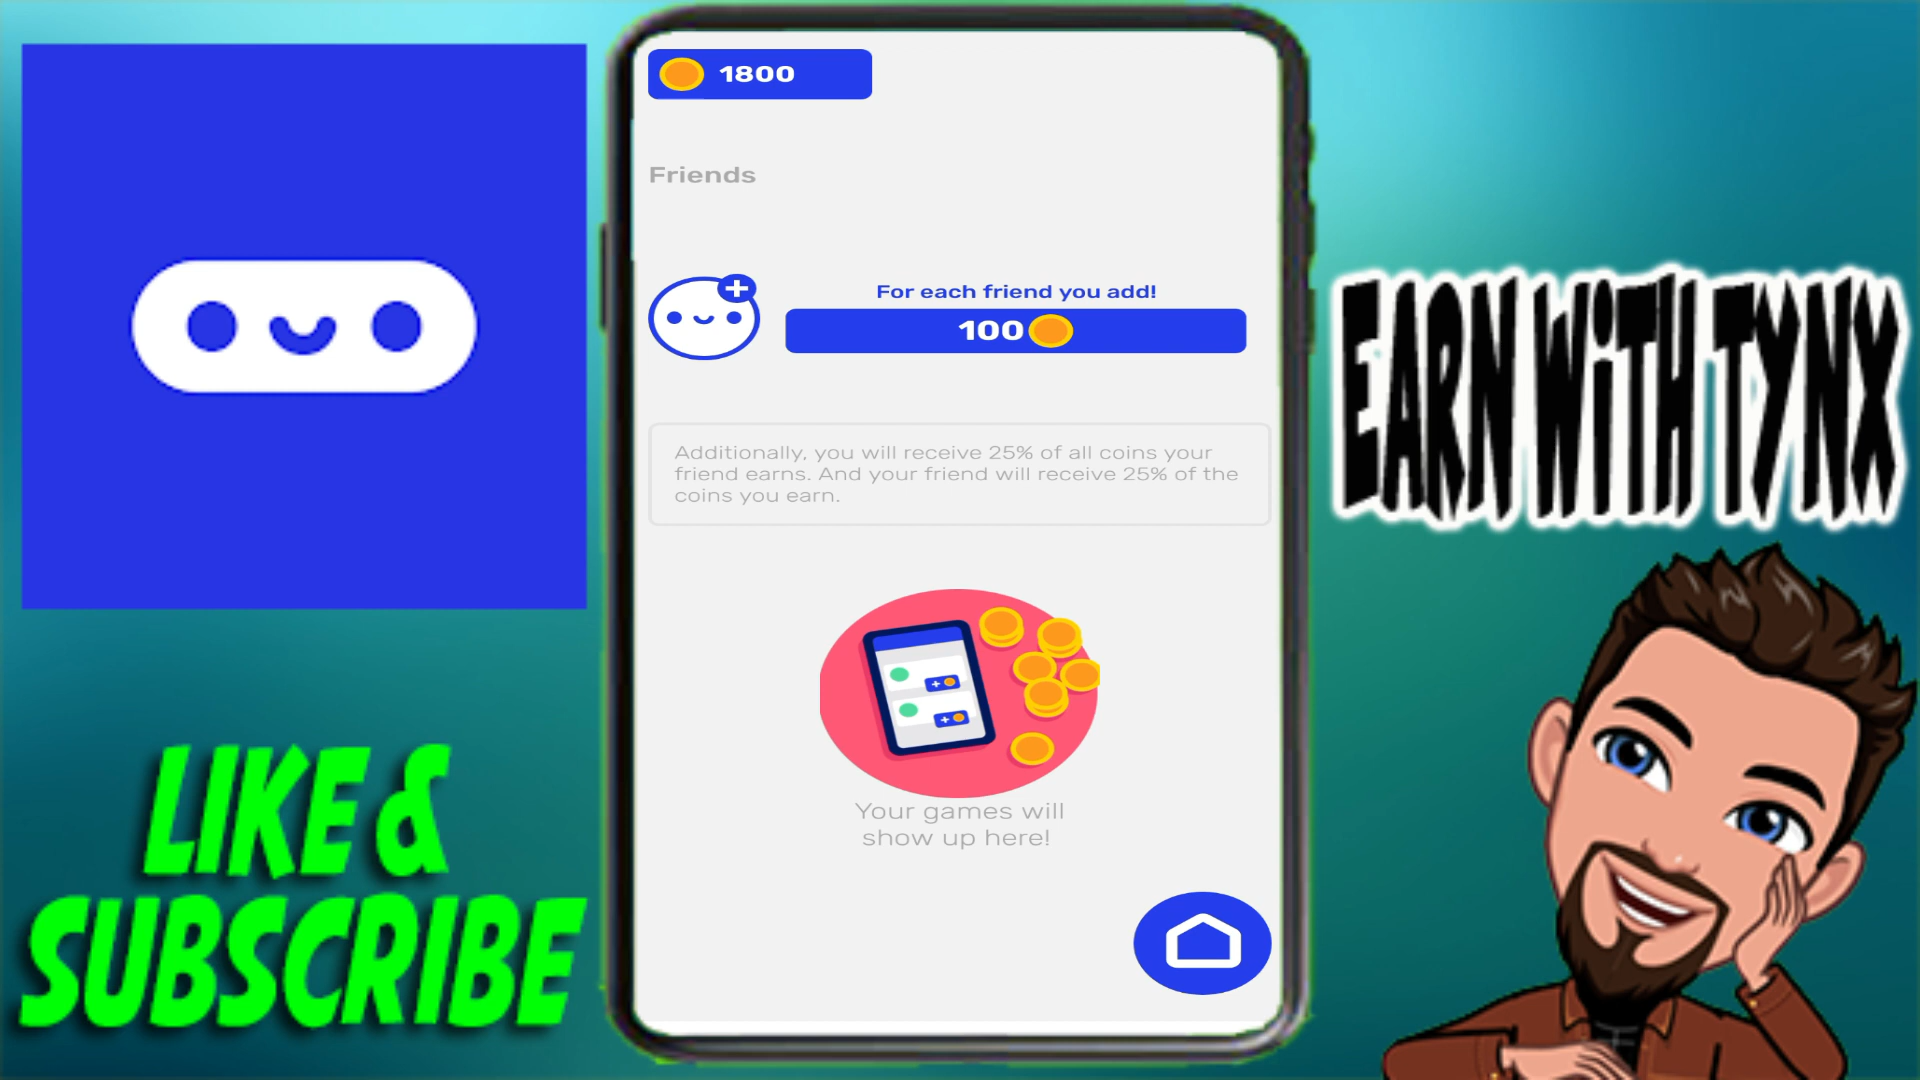 1800
Friends
For each friend you add!
100
Additionally, you will receive 25% of all coins your
friend earns. And your friend will receive 25% of the
coins you earn.
Your games will
show up here!
LIKE &
SUBSCRIBE
EARN WiTH TYNX